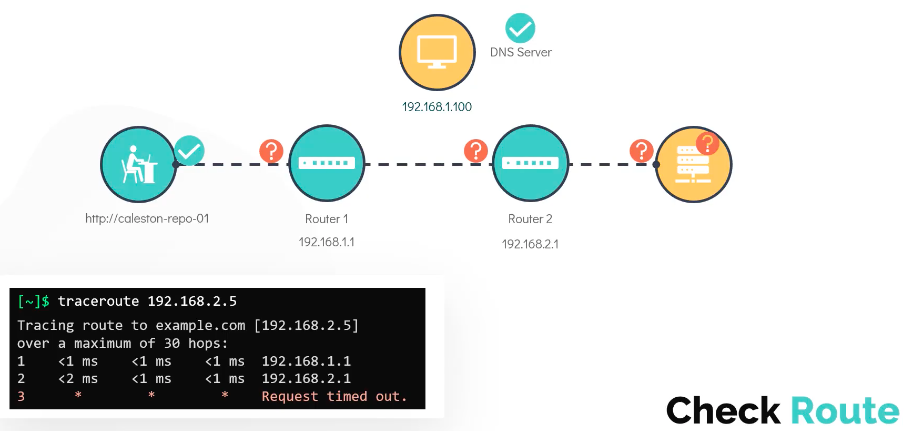 DNS Server
192.168.1.100
?
?
?
?
http://caleston-repo-01
Router 1
Router 2
192.168.1.1
192.168.2.1
[~]$ traceroute 192.168.2.5
Tracing route to example.com [192.168.2.5]
over a maximum of 30 hops:
1 <1 ms <1 ms <1 ms 192.168.1.1
2 <2 ms <1 ms <1 ms 192.168.2.1
3 * * * Request timed out.
Check Route